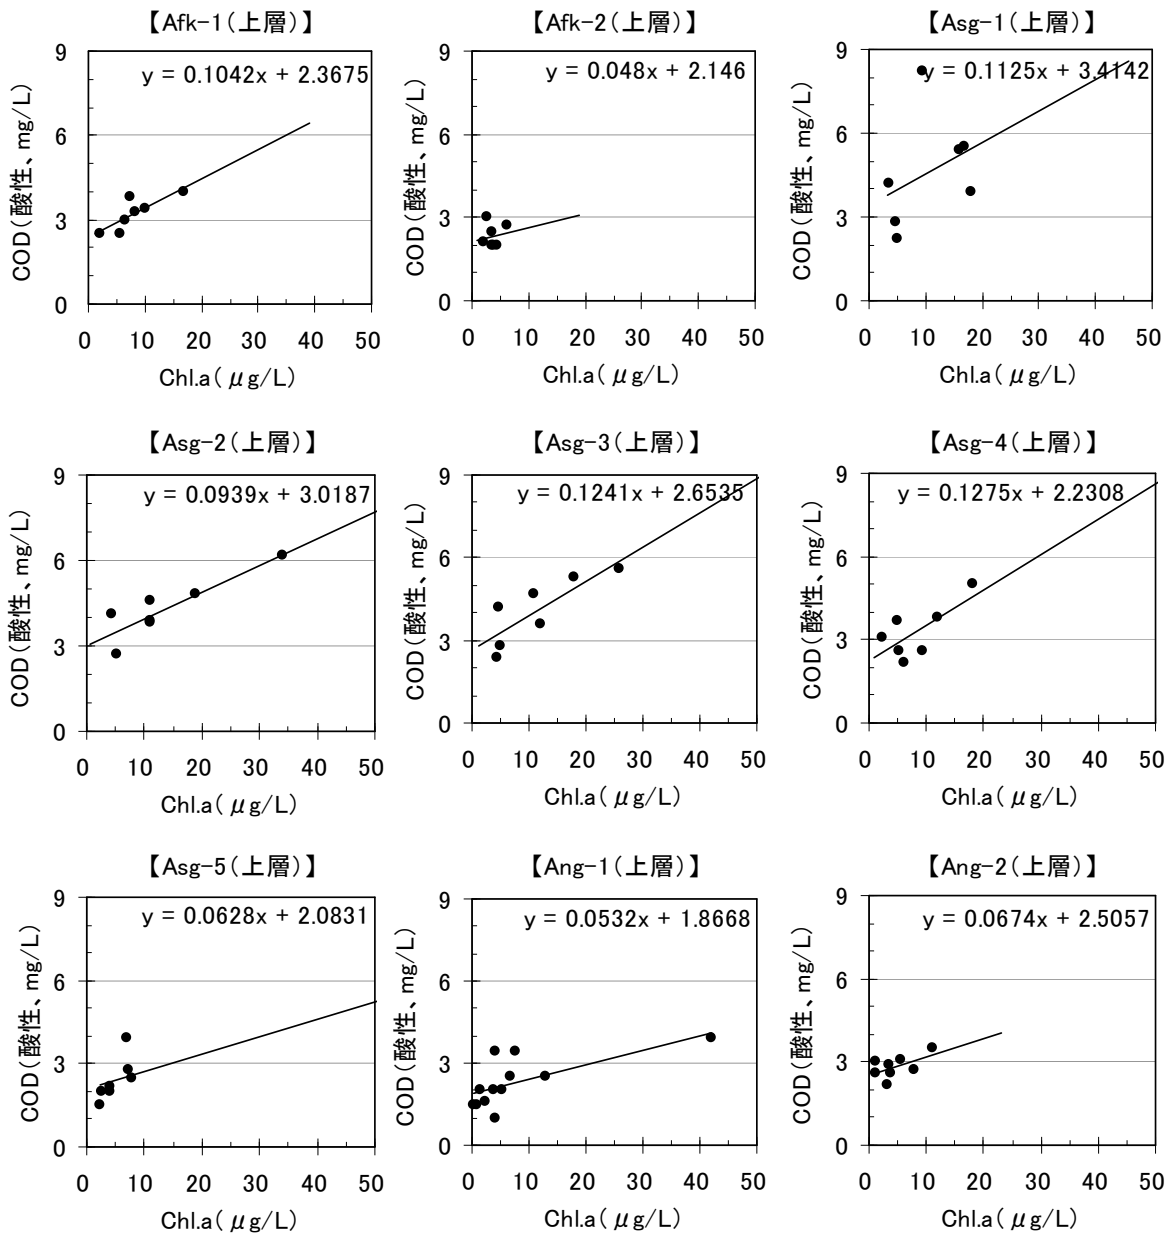 【Afk-1(上層)】
y = 0.1042x + 2.3675
COD(酸性、mg/L)
9
6
3
0
0 10 20 30 40 50
Chl.a( μg/L)
【Afk-2(上層)】
y = 0.048x + 2.146
COD(酸性、mg/L)
9
6
3
0
0 10 20 30 40 50
Chl.a( μg/L)
【Asg-1(上層)】
y = 0.1125x + 3.4142
COD(酸性、mg/L)
9
6
3
0
0 10 20 30 40 50
Chl.a( μg/L)
【Asg-2(上層)】
y = 0.0939x + 3.0187
COD(酸性、mg/L)
9
6
3
0
0 10 20 30 40 50
Chl.a( μg/L)
【Asg-3(上層)】
y = 0.1241x + 2.6535
COD(酸性、mg/L)
9
6
3
0
0 10 20 30 40 50
Chl.a( μg/L)
【Asg-4(上層)】
y = 0.1275x + 2.2308
COD(酸性、mg/L)
9
6
3
0
0 10 20 30 40 50
Chl.a( μg/L)
【Asg-5(上層)】
y = 0.0628x + 2.0831
COD(酸性、mg/L)
9
6
3
0
0 10 20 30 40 50
Chl.a( μg/L)
【Ang-1(上層)】
y = 0.0532x + 1.8668
COD(酸性、mg/L)
9
6
3
0
0 10 20 30 40 50
Chl.a( μg/L)
【Ang-2(上層)】
y = 0.0674x + 2.5057
COD(酸性、mg/L)
9
6
3
0
0 10 20 30 40 50
Chl.a( μg/L)